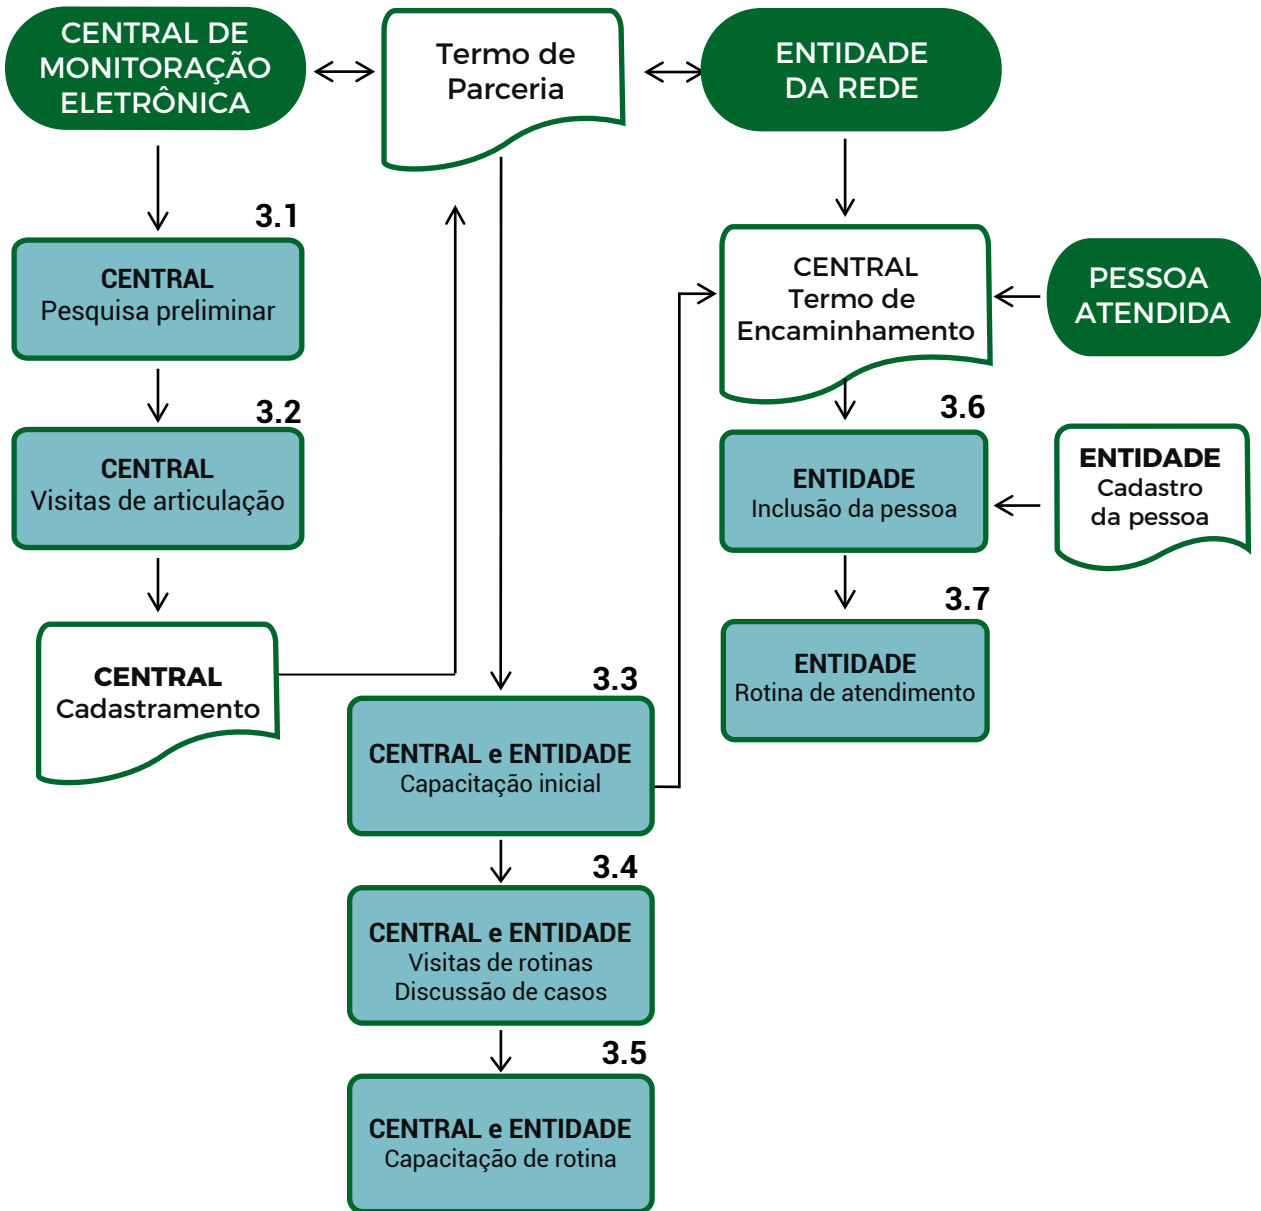 CENTRAL DE
MONITORAÇÃO
ELETRÔNICA
Termo de
Parceria
ENTIDADE
DA REDE
3.1
CENTRAL
Pesquisa preliminar
3.2
CENTRAL
Visitas de articulação
CENTRAL
Cadastramento
3.3
CENTRAL e ENTIDADE
Capacitação inicial
3.4
CENTRAL e ENTIDADE
Visitas de rotinas
Discussão de casos
3.5
CENTRAL e ENTIDADE
Capacitação de rotina
CENTRAL
Termo de
Encaminhamento
PESSOA
ATENDIDA
3.6
ENTIDADE
Inclusão da pessoa
ENTIDADE
Cadastro
da pessoa
3.7
ENTIDADE
Rotina de atendimento